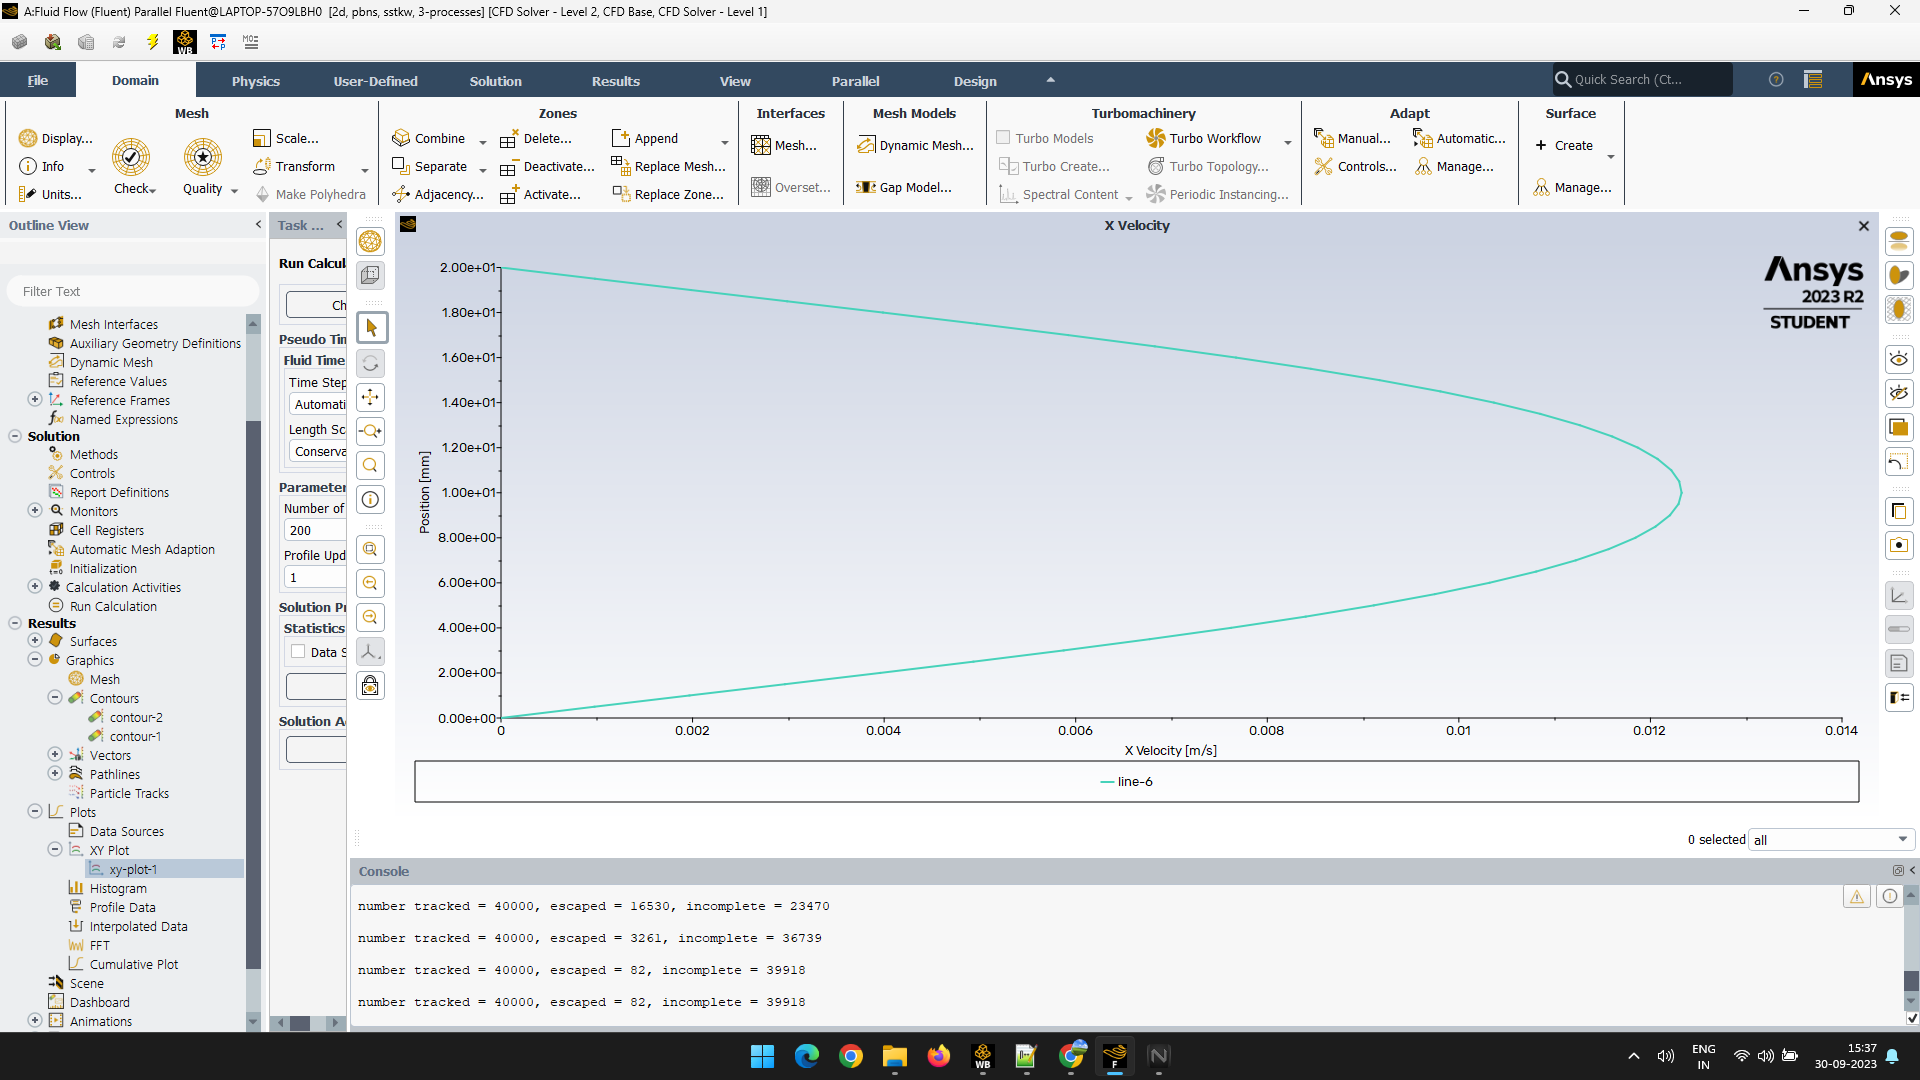 A:Fluid Flow (Fluent) Parallel Fluent@LAPTOP-57O9LBH0 [2d, pbns, sstkw, 3-processes] [CFD Solver - Level 2, CFD Base, CFD Solver - Level 1]
WB
File Domain Physics User-Defined Solution Results View Parallel Design Quick Search (Ct... Ansys
Mesh Zones Interfaces Mesh Models Turbomachinery Adapt Surface
Display... Scale... Combine Delete... Append Mesh... Dynamic Mesh... Turbo Models Turbo Workflow Manual... Automatic... Create
Info Transform Separate Deactivate... Replace Mesh... Turbo Create... Turbo Topology... Controls... Manage...
Check Quality
Units... Make Polyhedra Adjacency... Activate... Replace Zone... Overset... Gap Model... Spectral Content Periodic Instancing... Manage...
Outline View
Filter Text
Mesh Interfaces
Auxiliary Geometry Definitions
Dynamic Mesh
Reference Values
Reference Frames
Named Expressions
Solution
Methods
Controls
Report Definitions
Monitors
Cell Registers
Automatic Mesh Adaption
Initialization
Calculation Activities
Run Calculation
Results
Surfaces
Graphics
Mesh
Contours
contour-2
contour-1
Vectors
Pathlines
Particle Tracks
Plots
Data Sources
XY Plot
xy-plot-1
Histogram
Profile Data
Interpolated Data
FFT
Cumulative Plot
Scene
Dashboard
Animations
Task ...
Run Calcu
Ch
Pseudo Tin
Fluid Time
Time Step
Automati
Length Sc
Conserva
Parameter
Number of
200
Profile Upd
1
Solution Pr
Statistics
Data S
Solution A
X Velocity
Ansys
2023 R2
STUDENT
2.00e+01
1.80e+01
1.60e+01
1.40e+01
1.20e+01
1.00e+01
8.00e+00
6.00e+00
4.00e+00
2.00e+00
0.00e+00
Position [mm]
0 0.002 0.004 0.006 0.008 0.01 0.012 0.014
X Velocity [m/s]
line-6
0 selected all
Console
number tracked = 40000, escaped = 16530, incomplete = 23470
number tracked = 40000, escaped = 3261, incomplete = 36739
number tracked = 40000, escaped = 82, incomplete = 39918
number tracked = 40000, escaped = 82, incomplete = 39918
WB
F
N
ENG
IN
15:37
30-09-2023